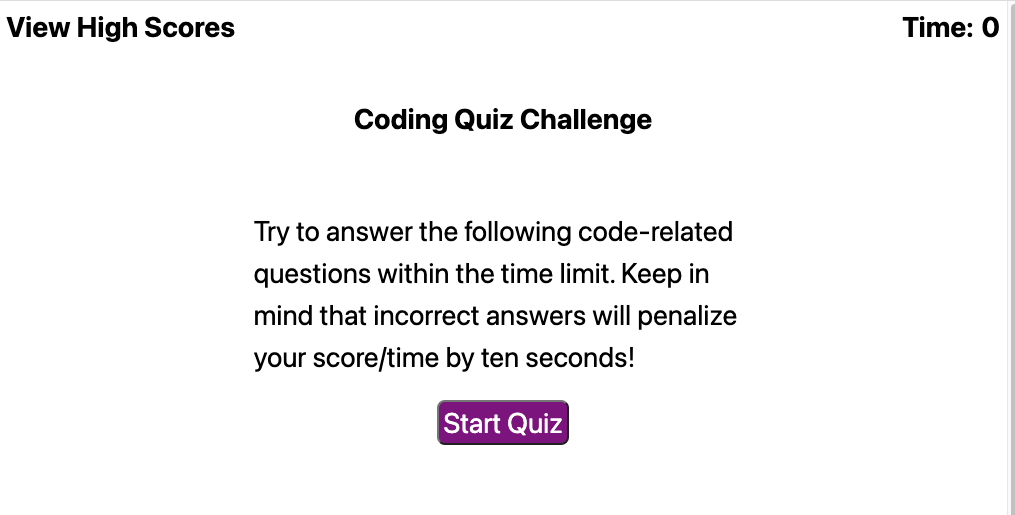 View High Scores
Time: 0
Coding Quiz Challenge
Try to answer the following code-related
questions within the time limit. Keep in
mind that incorrect answers will penalize
your score/time by ten seconds!
Start Quiz